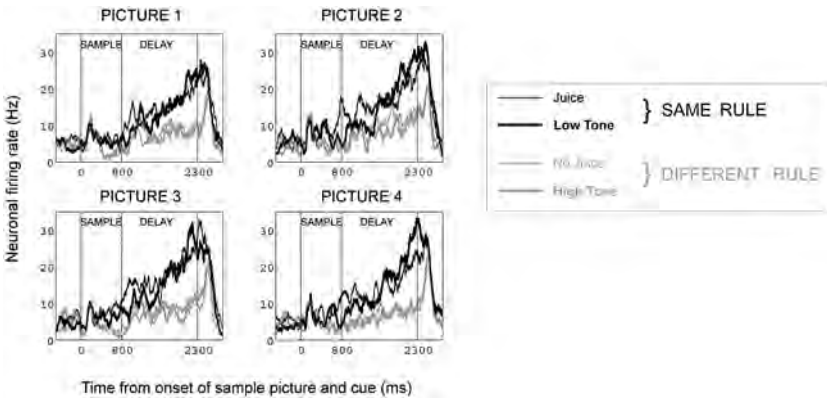 PICTURE 1
PICTURE 2
SAMPLE DELAY
SAMPLE DELAY
30
20
10
0
30
20
10
0
0 800 2300
0 800 2300
PICTURE 3
PICTURE 4
SAMPLE DELAY
SAMPLE DELAY
30
20
10
0
30
20
10
0
0 800 2300
0 800 2300
Neuronal firing rate (Hz)
Time from onset of sample picture and cue (ms)
Juice
Low Tone
} SAME RULE
No Juice
High Tone
} DIFFERENT RULE